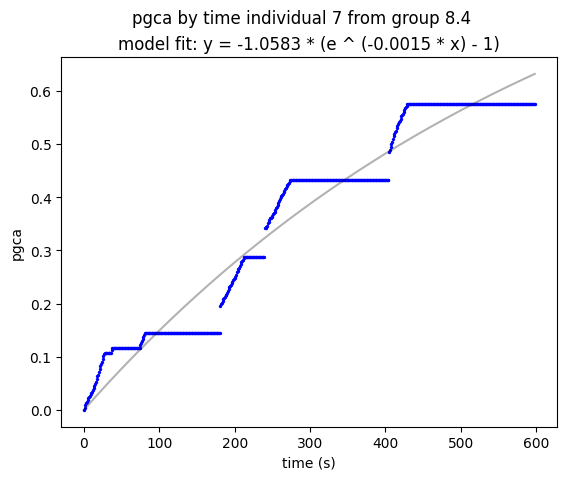 pgca by time individual 7 from group 8.4
model fit: y = -1.0583 * (e ^ (-0.0015 * x) - 1)
0.6
0.5
0.4
0.3
0.2
0.1
0.0
pgca
0 100 200 300 400 500 600
time (s)